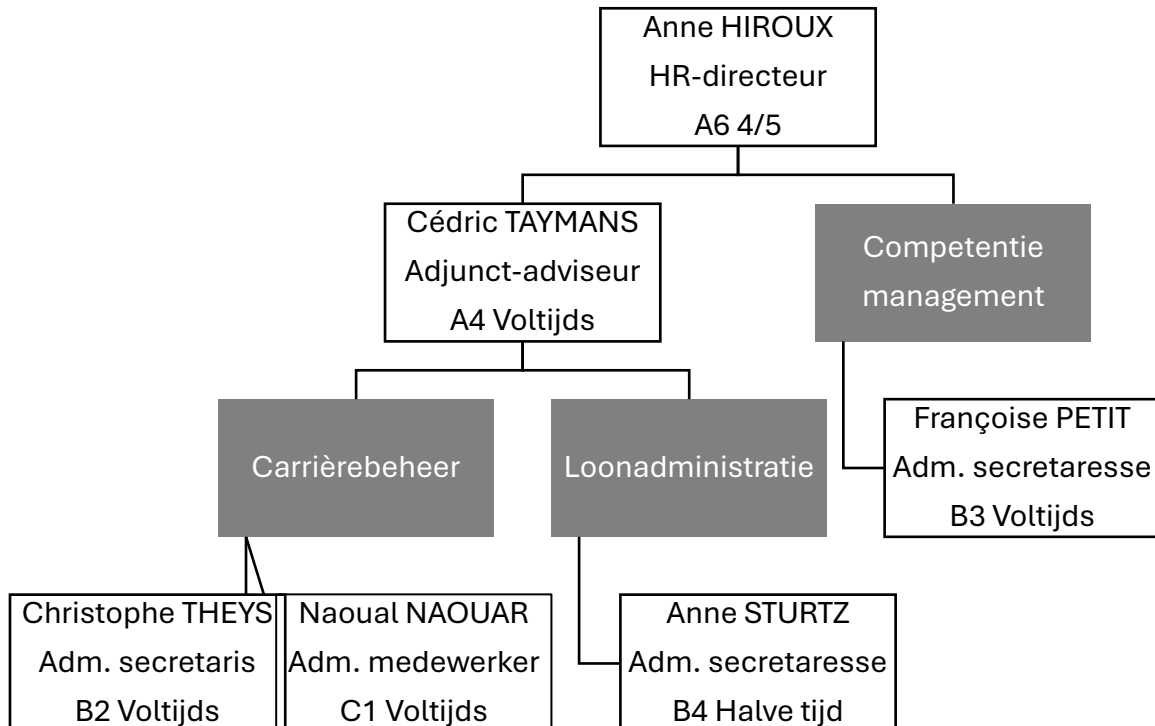 Anne HIROUX
HR-directeur
A6 4/5
Cédric TAYMANS
Adjunct-adviseur
A4 Voltijds
Competentie
management
Carrièrebeheer
Loonadministratie
Françoise PETIT
Adm. secretaresse
B3 Voltijds
Christophe THEYS
Adm. secretaris
B2 Voltijds
Naoual NAOUAR
Adm. medewerker
C1 Voltijds
Anne STURTZ
Adm. secretaresse
B4 Halve tijd